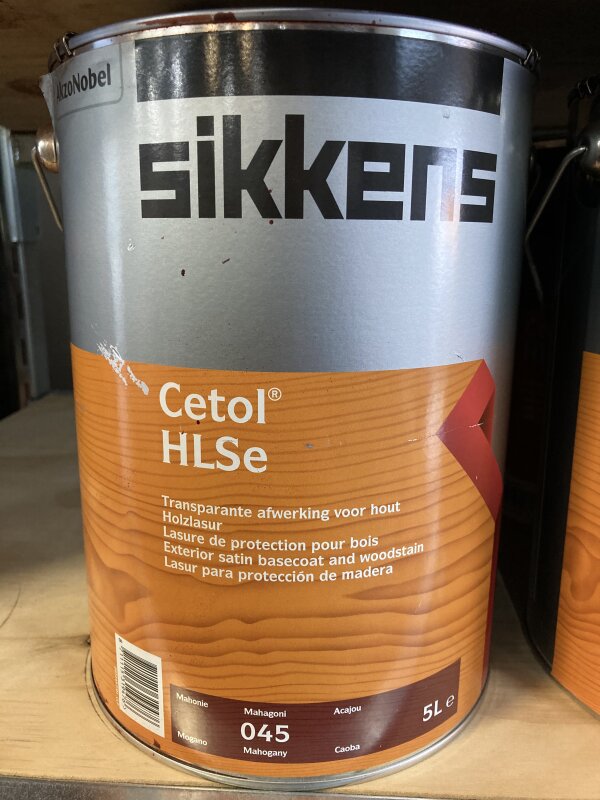 AkzoNobel
sikkens
Cetol®
HLSe
Transparante afwerking voor hout
Holzlasur
Lasure de protection pour bois
Exterior satin basecoat and woodstain
Lasur para protección de madera
Mahonie Mahagoni Acajou
045
5L e
Mogano Mahogany Caoba